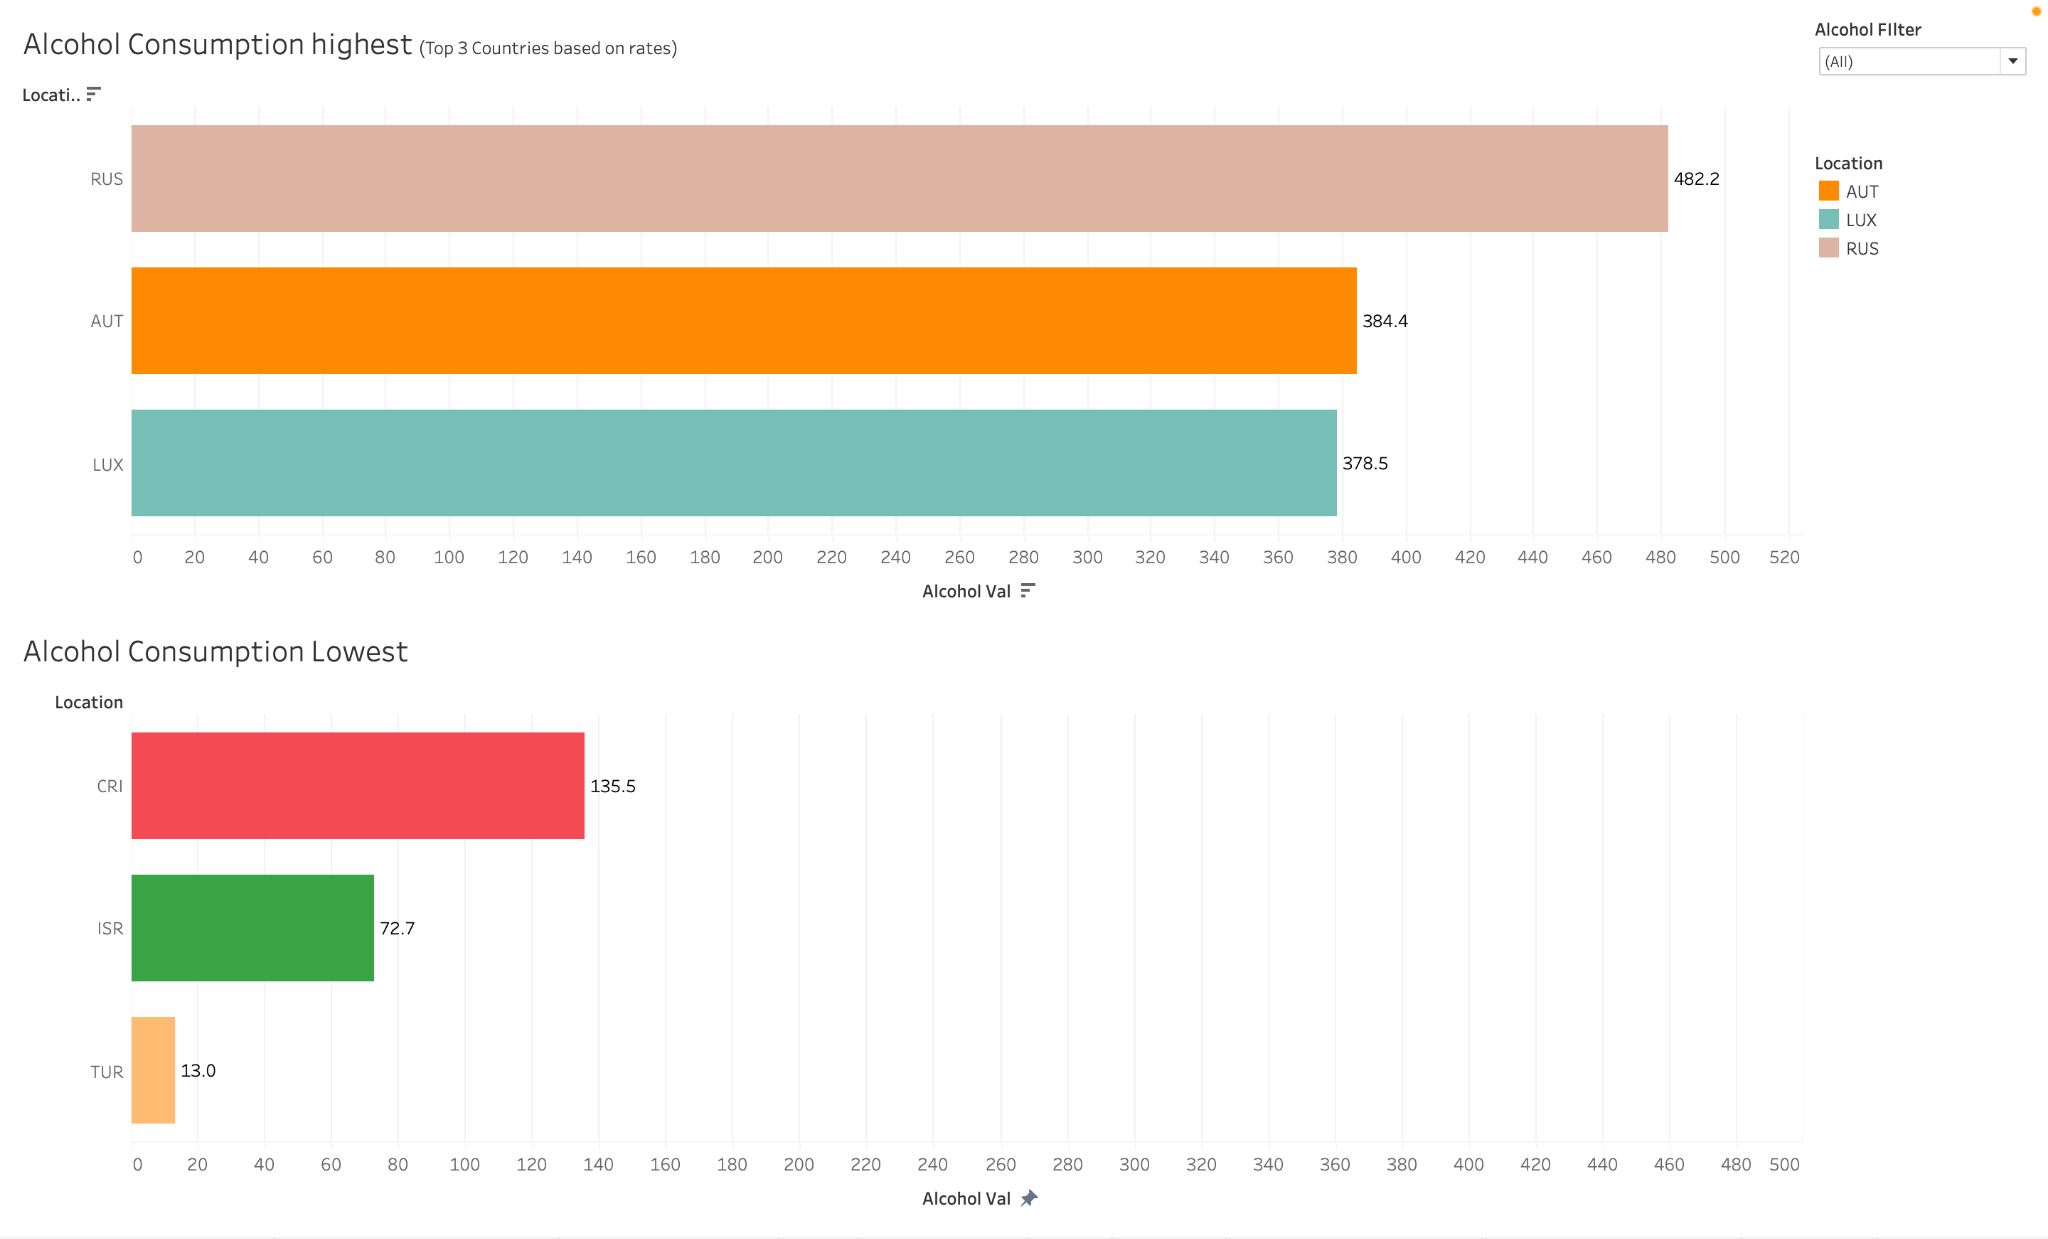 Alcohol Consumption highest (Top 3 Countries based on rates)
Alcohol FIlter
(All)
Locati..
RUS
482.2
AUT
384.4
LUX
378.5
0 20 40 60 80 100 120 140 160 180 200 220 240 260 280 300 320 340 360 380 400 420 440 460 480 500 520
Alcohol Val
Location
AUT
LUX
RUS
Alcohol Consumption Lowest
Location
CRI
135.5
ISR
72.7
TUR
13.0
0 20 40 60 80 100 120 140 160 180 200 220 240 260 280 300 320 340 360 380 400 420 440 460 480 500
Alcohol Val